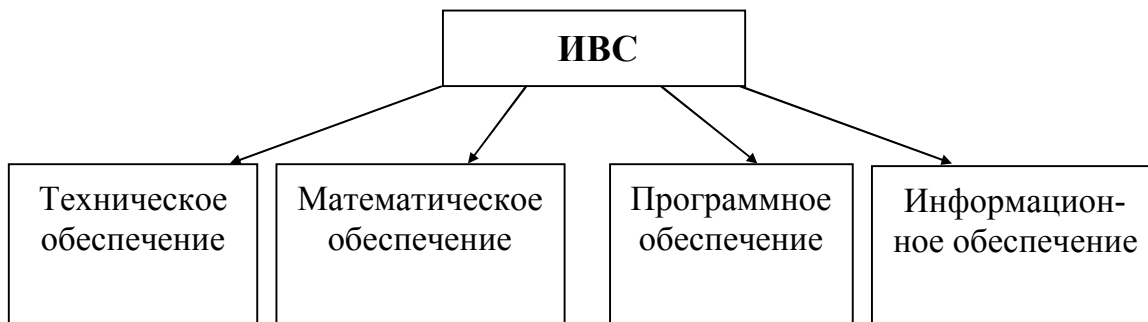 ИВС
Техническое
обеспечение
Математическое
обеспечение
Программное
обеспечение
Информацион-
ное обеспечение